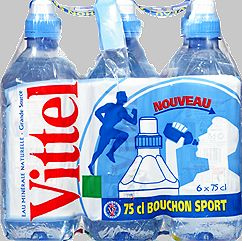 Vittel
EAU MINÉRALE NATURELLE - Grande Source
NOUVEAU
6 x 75 cl
75 cl BOUCHON SPORT